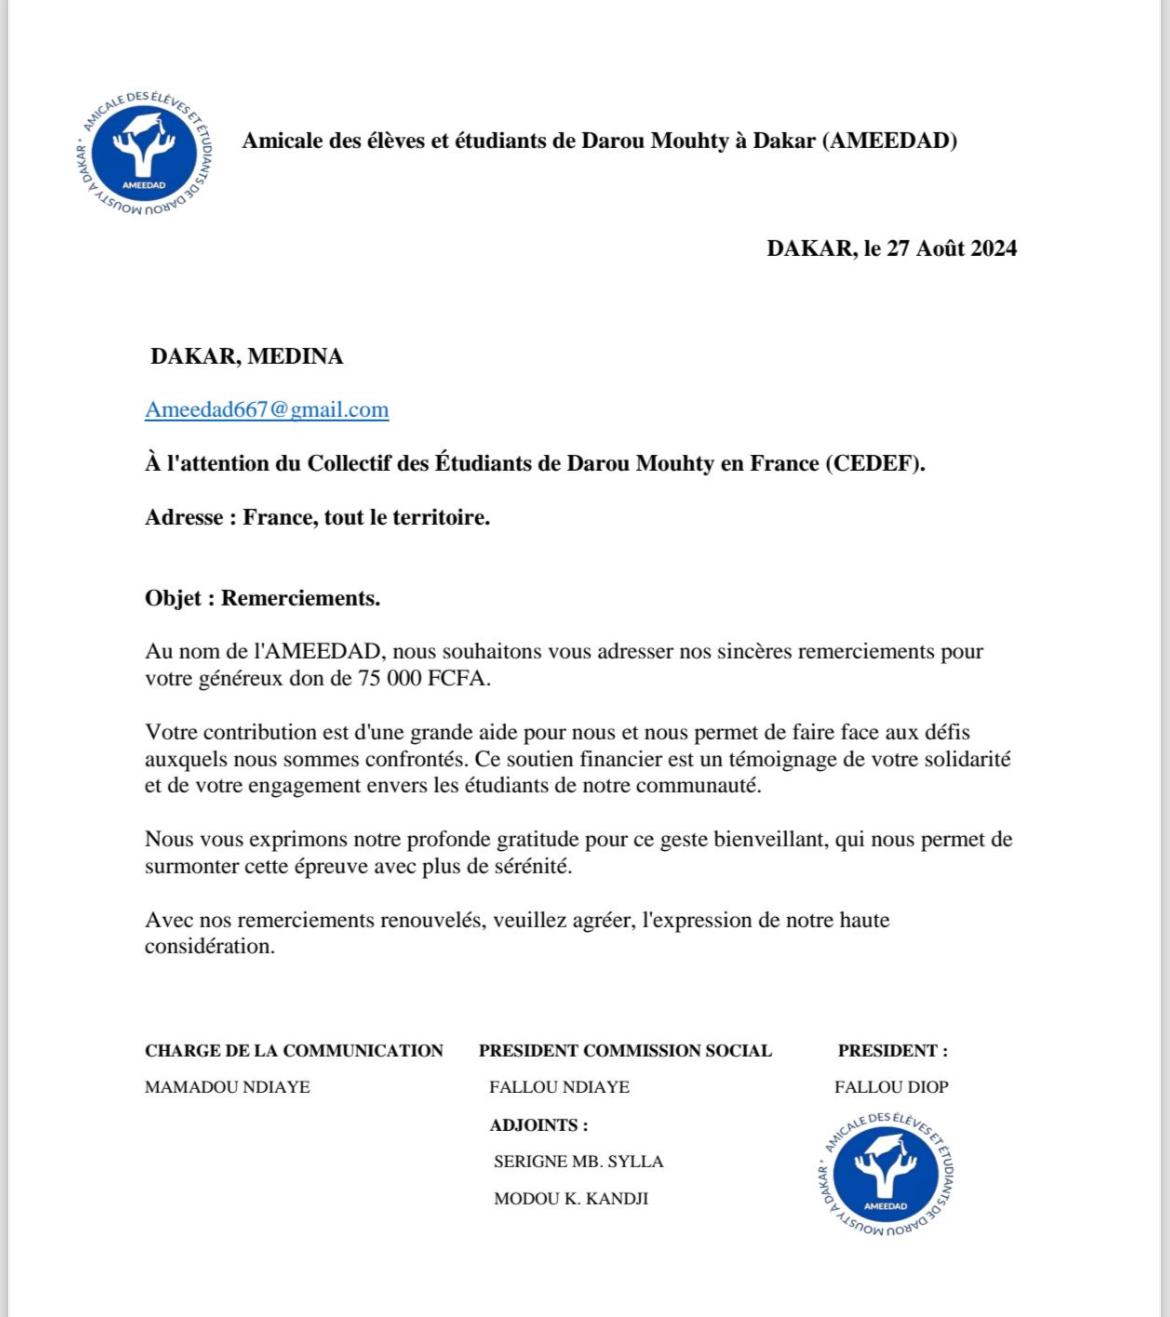 AMICALE DES ÉLÈVES ET ÉTUDIANTS DE DAROU MOUSTY À DAKAR *
AMEEDAD
Amicale des élèves et étudiants de Darou Mouhty à Dakar (AMEEDAD)
DAKAR, le 27 Août 2024
DAKAR, MEDINA
Ameedad667@gmail.com
À l'attention du Collectif des Étudiants de Darou Mouhty en France (CEDEF).
Adresse : France, tout le territoire.
Objet : Remerciements.
Au nom de l'AMEEDAD, nous souhaitons vous adresser nos sincères remerciements pour
votre généreux don de 75 000 FCFA.
Votre contribution est d'une grande aide pour nous et nous permet de faire face aux défis
auxquels nous sommes confrontés. Ce soutien financier est un témoignage de votre solidarité
et de votre engagement envers les étudiants de notre communauté.
Nous vous exprimons notre profonde gratitude pour ce geste bienveillant, qui nous permet de
surmonter cette épreuve avec plus de sérénité.
Avec nos remerciements renouvelés, veuillez agréer, l'expression de notre haute
considération.
CHARGE DE LA COMMUNICATION PRESIDENT COMMISSION SOCIAL PRESIDENT :
MAMADOU NDIAYE FALLOU NDIAYE FALLOU DIOP
ADJOINTS :
SERIGNE MB. SYLLA
MODOU K. KANDJI
AMICALE DES ÉLÈVES ET ÉTUDIANTS DE DAROU MOUSTY À DAKAR *
AMEEDAD